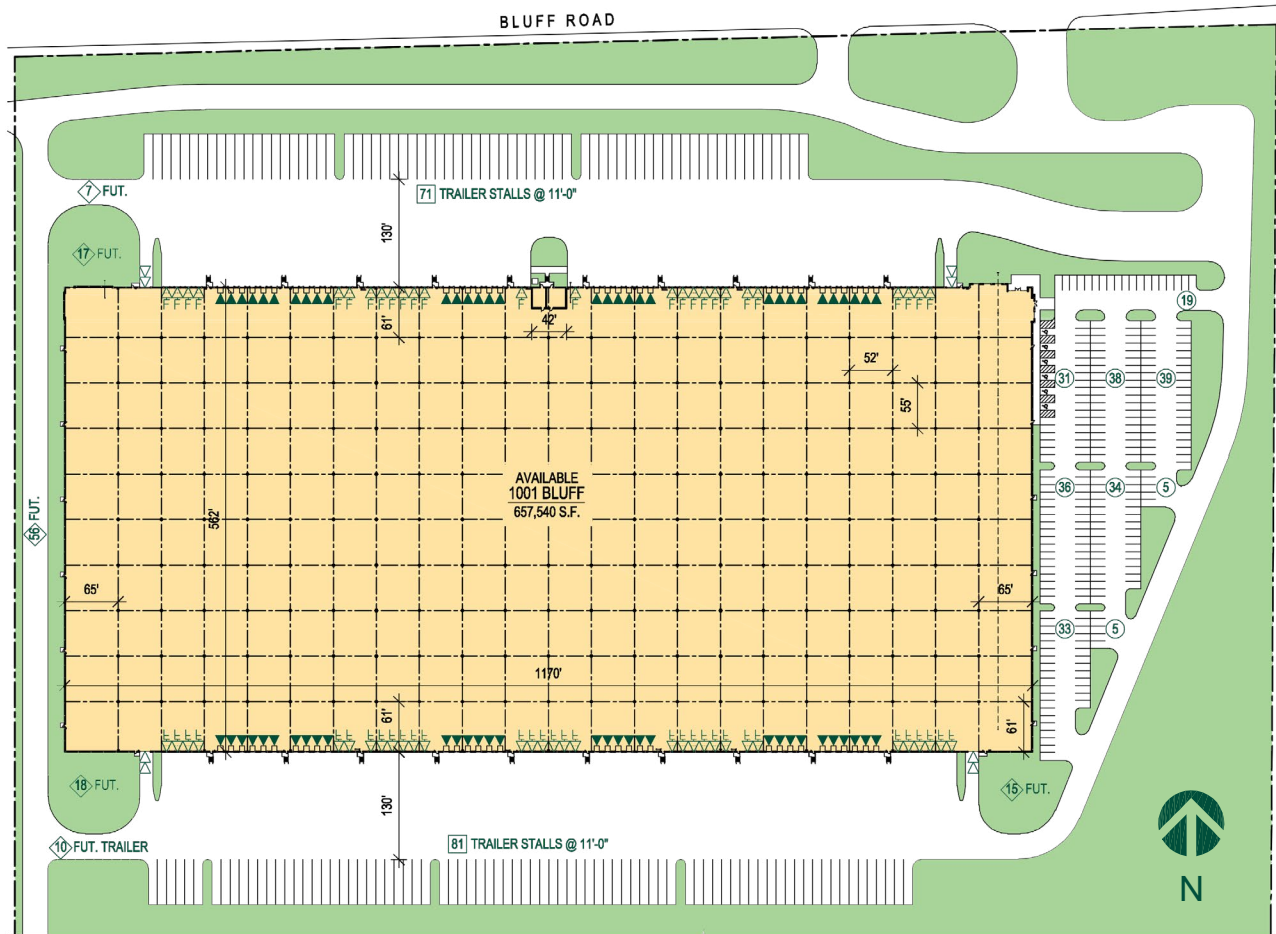 BLUFF ROAD
7 FUT.
71 TRAILER STALLS @ 11'-0"
130'
17 FUT.
F F F F F F F F F F F F F F F F F F F F F F F F F F
61'
42'
19
52'
31 38 39
55'
AVAILABLE
1001 BLUFF
657,540 S.F.
36 34 5
562'
56 FUT.
65'
65'
33 5
1170'
61'
61'
18 FUT.
15 FUT.
130'
10 FUT. TRAILER
81 TRAILER STALLS @ 11'-0"
N